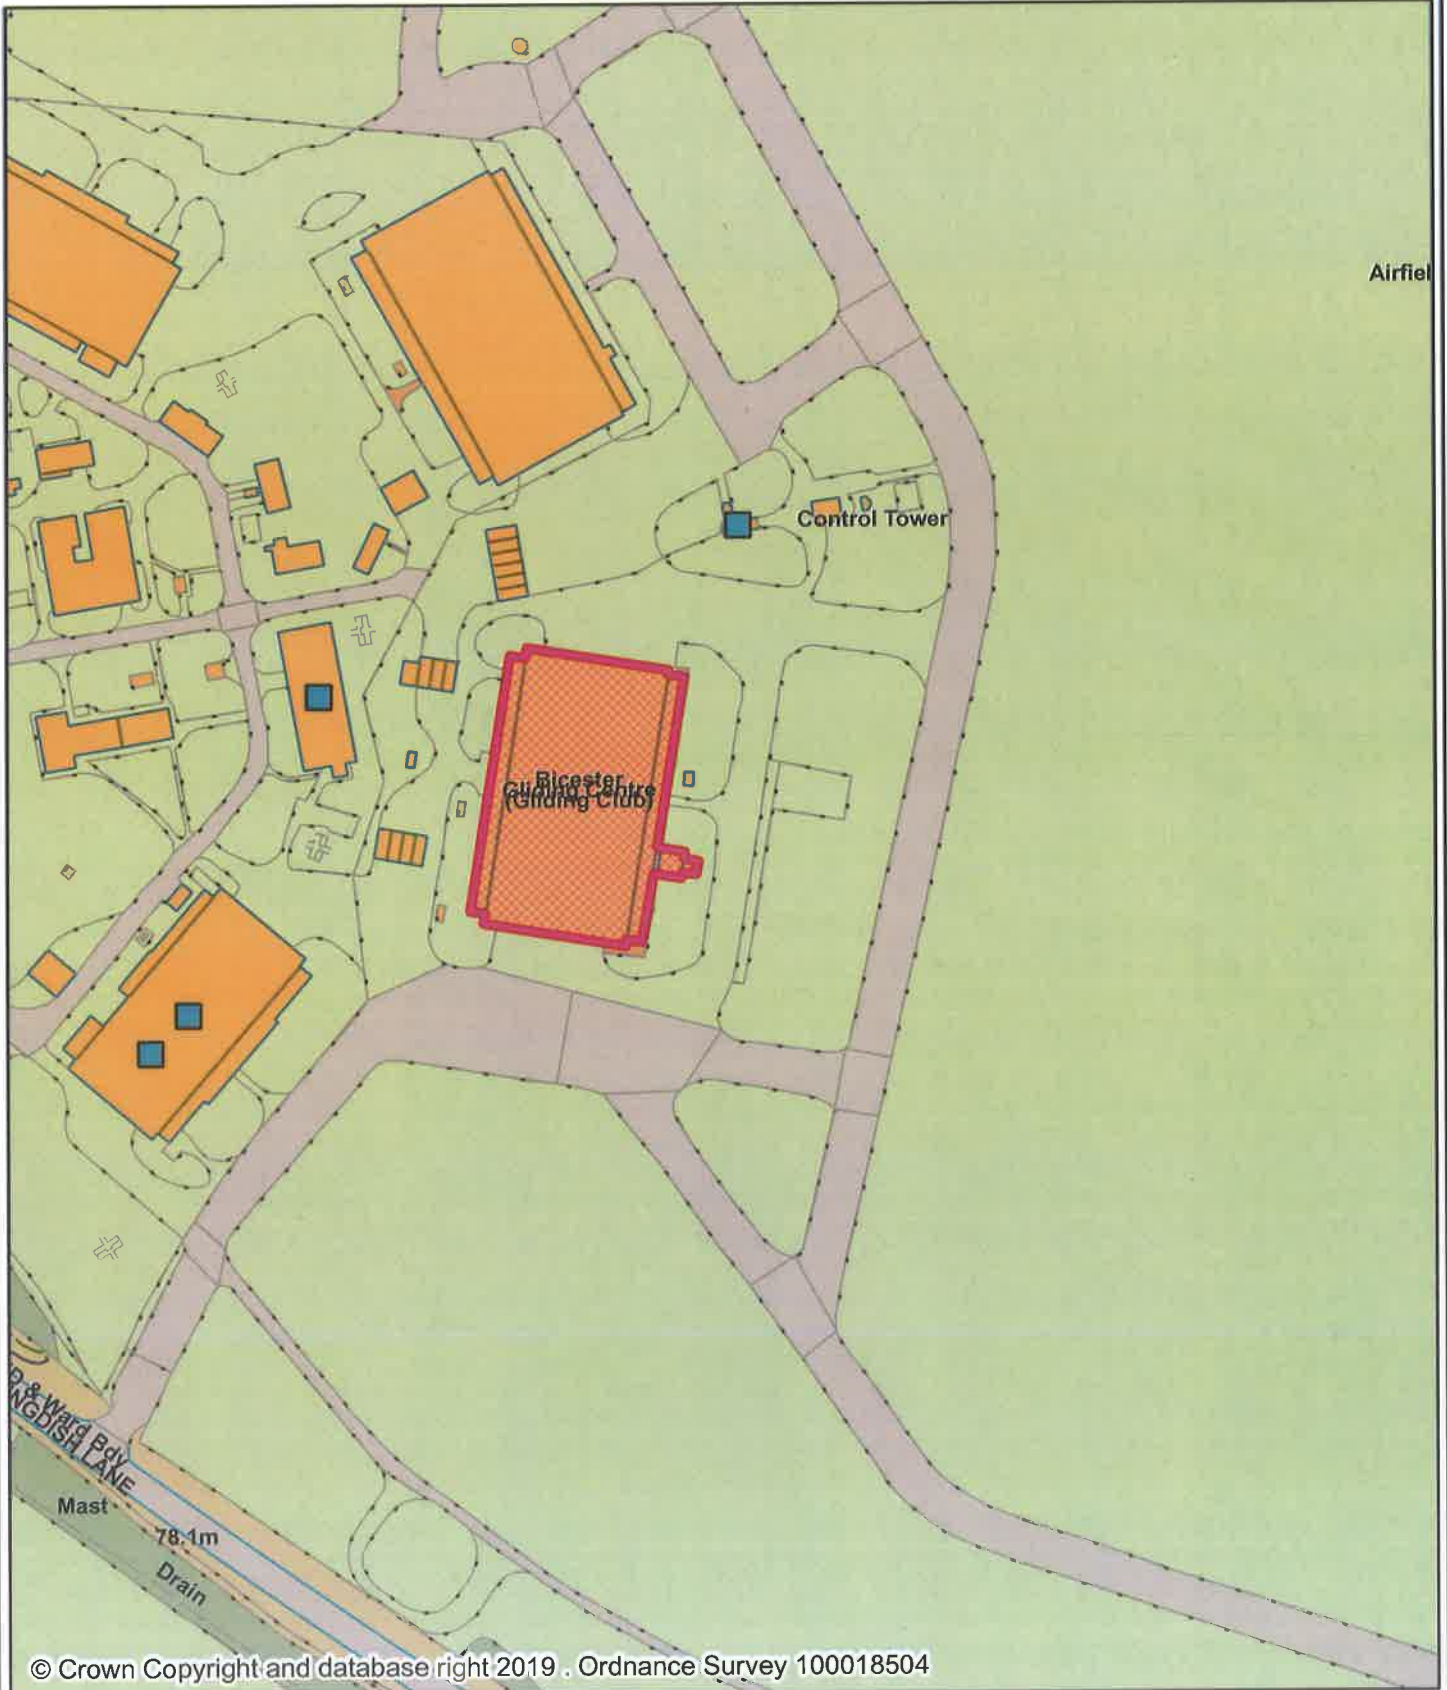 Airfiel
Control Tower
Bicester
Gliding Centre
(Gliding Club)
D & Ward Bdy
NGDISH LANE
Mast
78.1m
Drain
© Crown Copyright and database right 2019 . Ordnance Survey 100018504